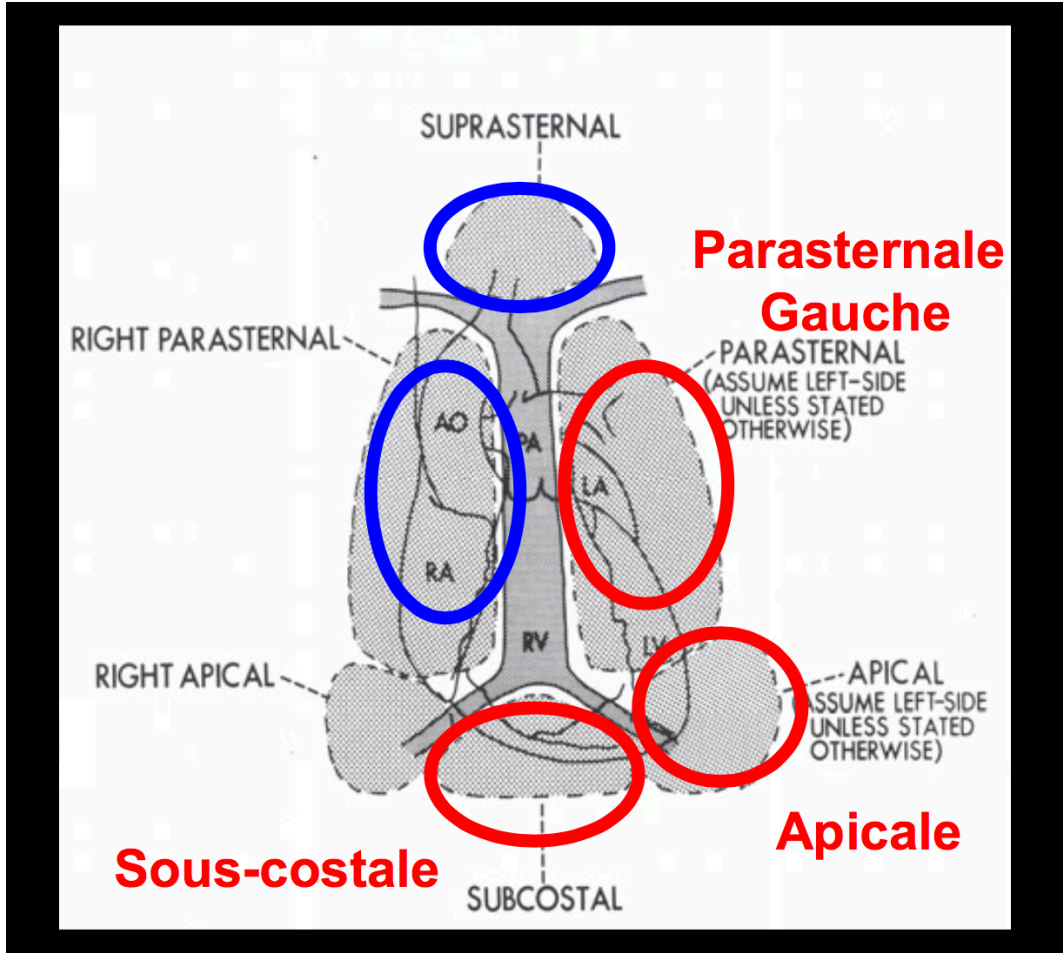 SUPRASTERNAL
Parasternale
Gauche
RIGHT PARASTERNAL
PARASTERNAL
(ASSUME LEFT-SIDE
UNLESS STATED
OTHERWISE)
AO
PA
LA
RA
RV
LV
RIGHT APICAL
APICAL
(ASSUME LEFT-SIDE
UNLESS STATED
OTHERWISE)
Apicale
Sous-costale
SUBCOSTAL